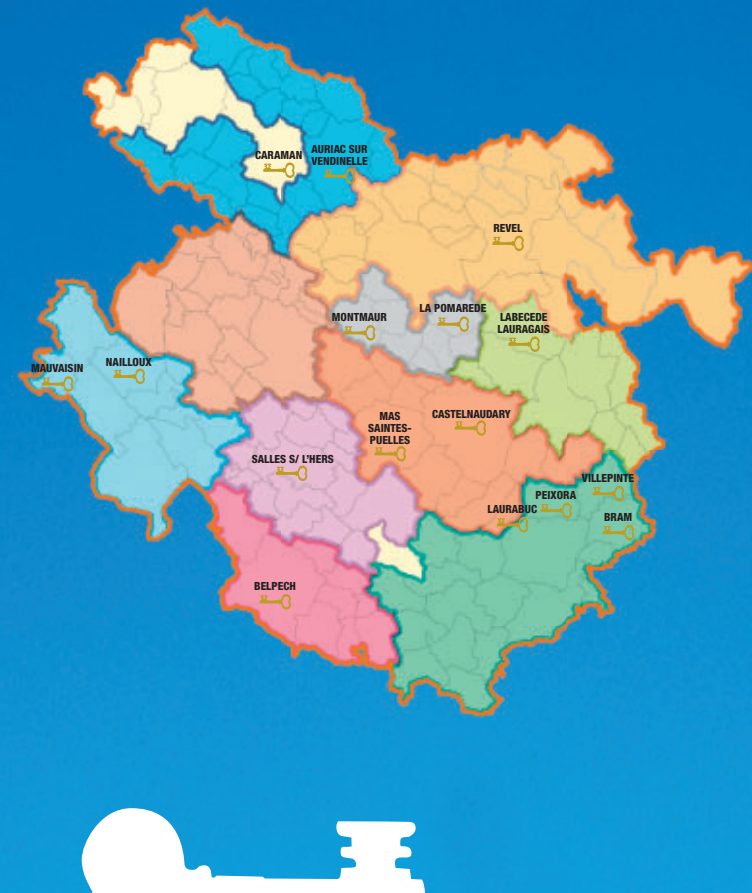 CARAMAN
AURIAC SUR
VENDINELLE
REVEL
MONTMAUR
LA POMAREDE
LABECEDE
LAURAGAIS
MAUVAISIN
NAILLOUX
MAS
SAINTES-
PUELLES
CASTELNAUDARY
SALLES S/ L'HERS
VILLEPINTE
PEIXORA
LAURABUC
BRAM
BELPECH